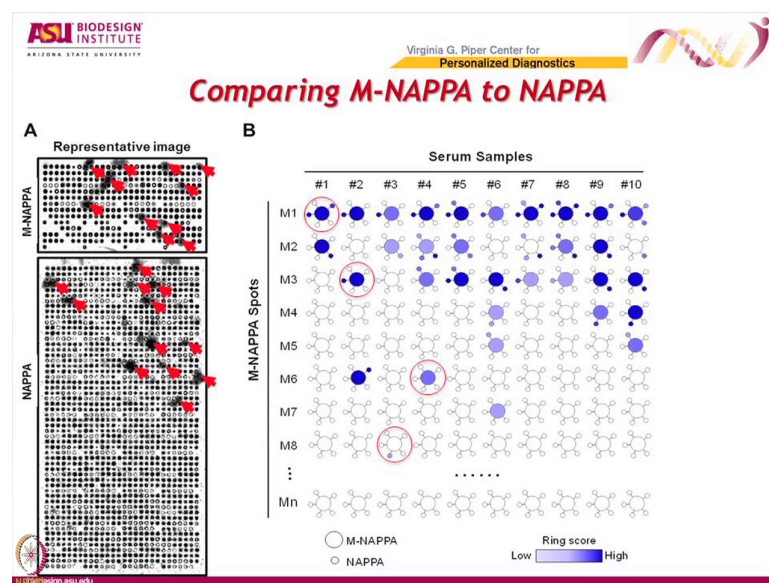 ASU BIODESIGN
INSTITUTE
ARIZONA STATE UNIVERSITY
Virginia G. Piper Center for
Personalized Diagnostics
Comparing M-NAPPA to NAPPA
A
B
Representative image
Serum Samples
#1 #2 #3 #4 #5 #6 #7 #8 #9 #10
M-NAPPA
NAPPA
M-NAPPA Spots
M1
M2
M3
M4
M5
M6
M7
M8
Mn
M-NAPPA
NAPPA
Ring score
Low High